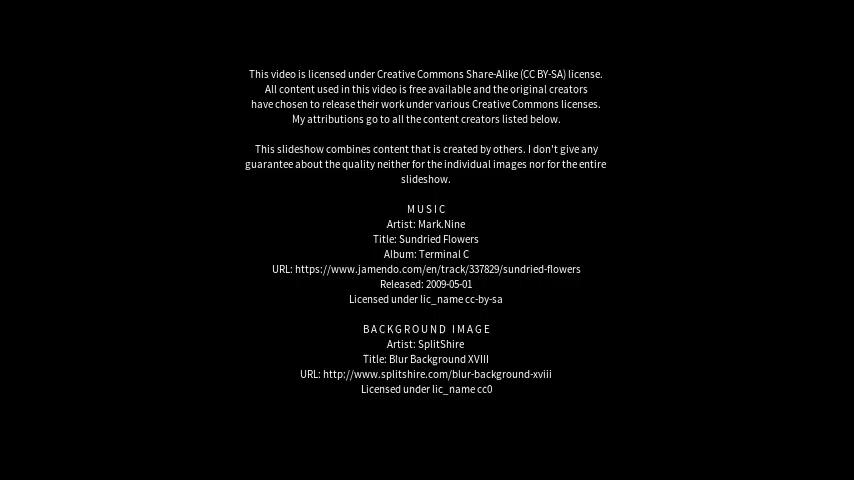 This video is licensed under Creative Commons Share-Alike (CC BY-SA) license.
All content used in this video is free available and the original creators
have chosen to release their work under various Creative Commons licenses.
My attributions go to all the content creators listed below.
This slideshow combines content that is created by others. I don't give any
guarantee about the quality neither for the individual images nor for the entire
slideshow.
MUSIC
Artist: Mark.Nine
Title: Sundried Flowers
Album: Terminal C
URL: https://www.jamendo.com/en/track/337829/sundried-flowers
Released: 2009-05-01
Licensed under lic_name cc-by-sa
BACKGROUND IMAGE
Artist: SplitShire
Title: Blur Background XVIII
URL: http://www.splitshire.com/blur-background-xviii
Licensed under lic_name cc0